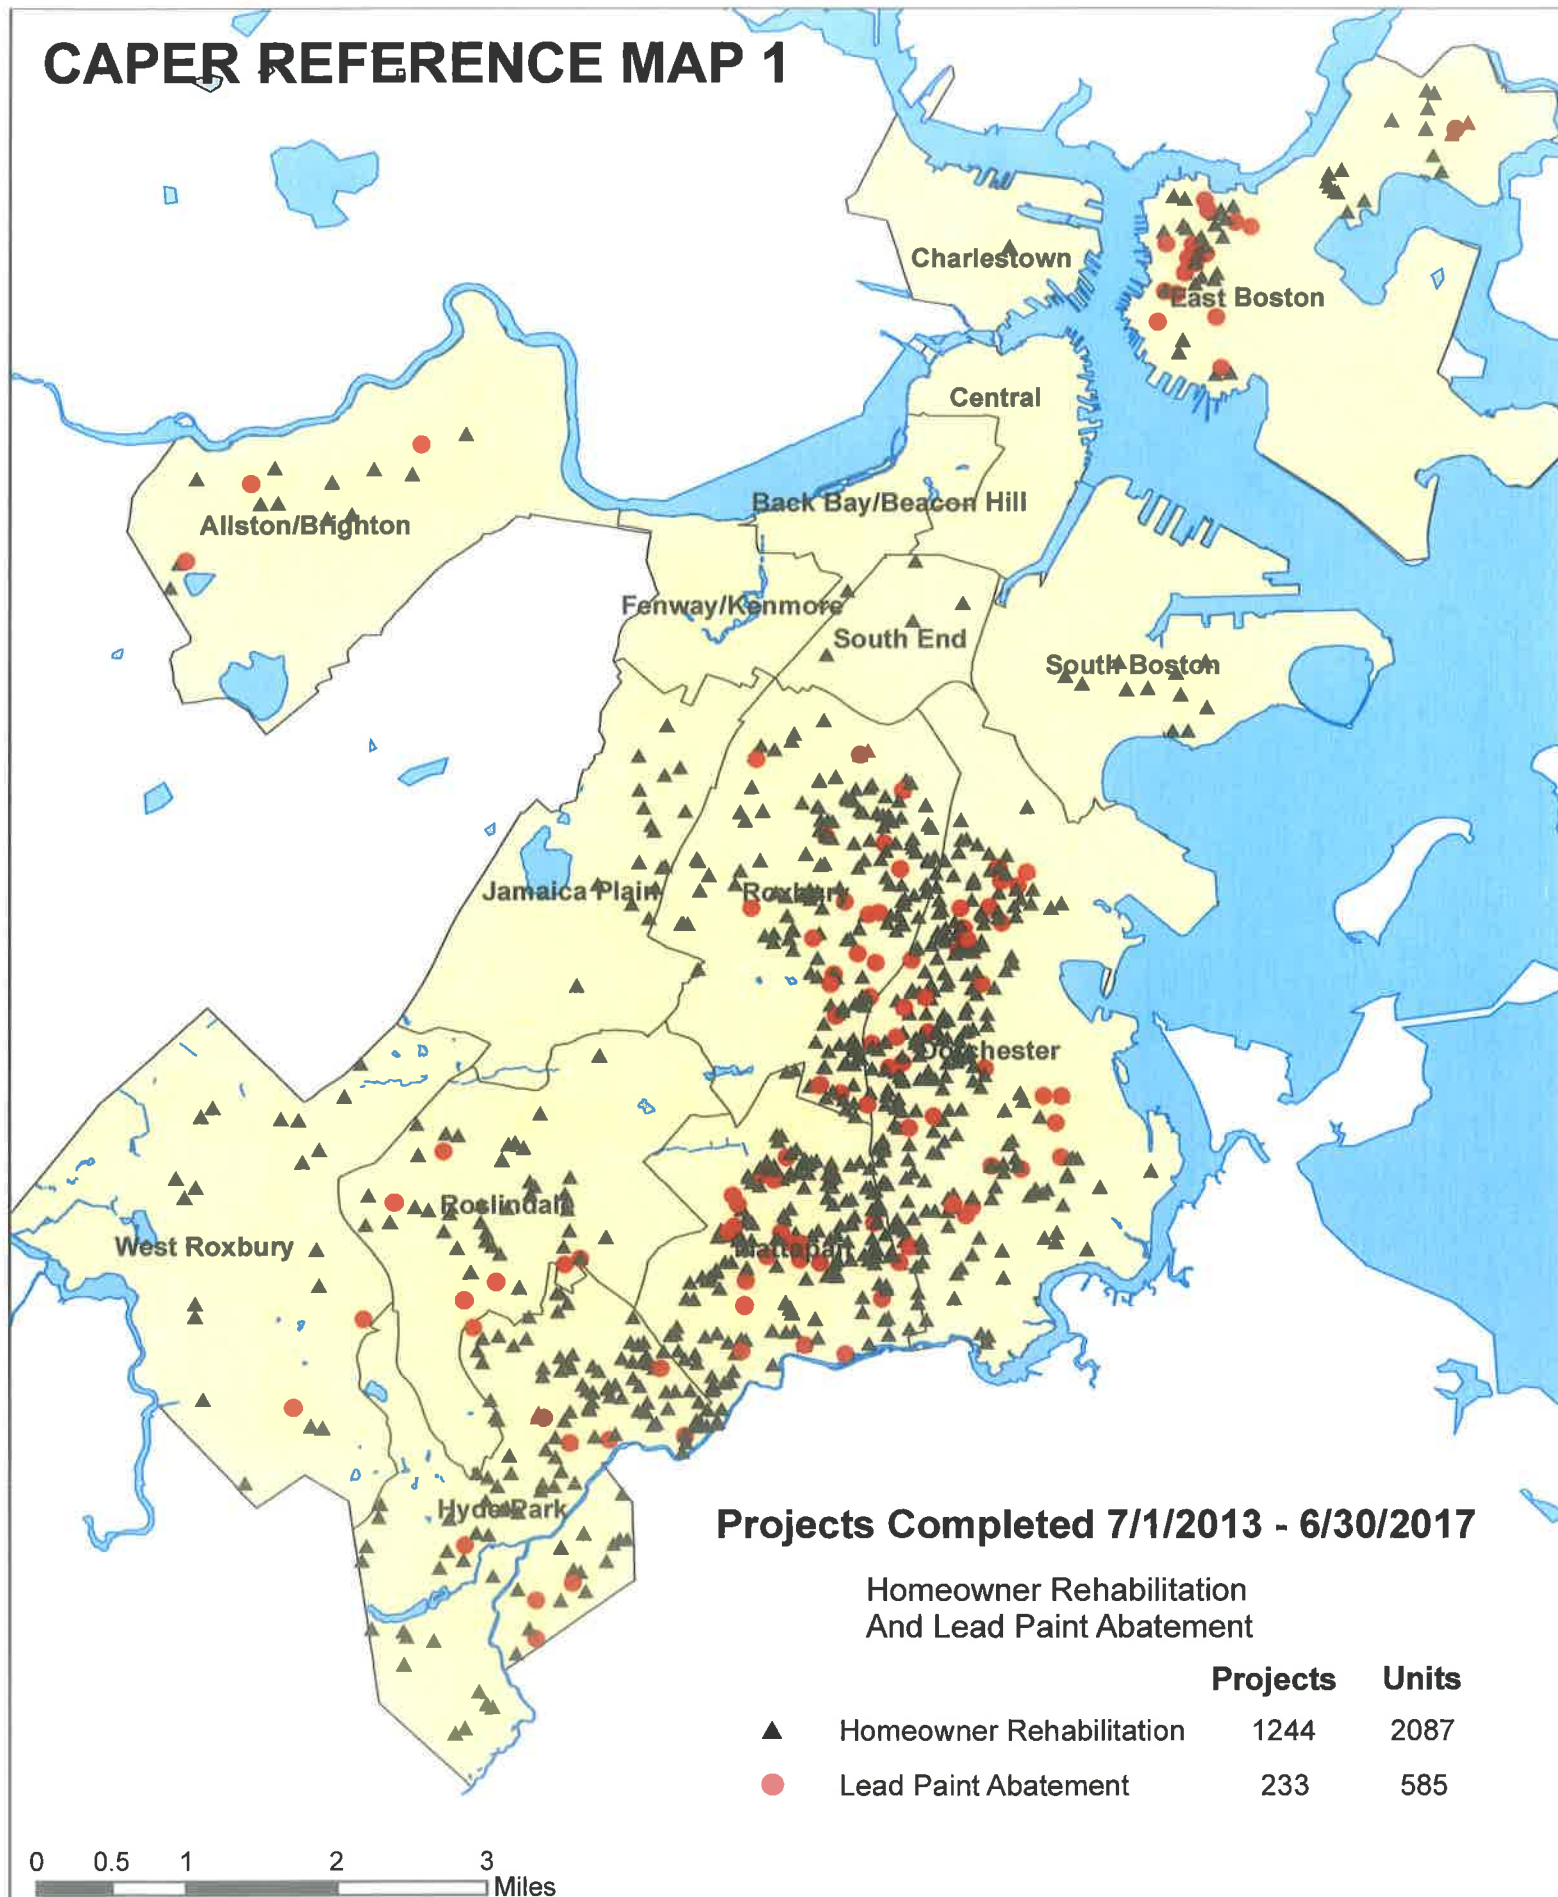 CAPER REFERENCE MAP 1
Charlestown
East Boston
Central
Back Bay/Beacon Hill
Allston/Brighton
Fenway/Kenmore
South End
South Boston
Jamaica Plain
Roxbury
Dorchester
Roslindale
West Roxbury
Mattapan
Hyde Park
Projects Completed 7/1/2013 - 6/30/2017
Homeowner Rehabilitation
And Lead Paint Abatement
Projects Units
Homeowner Rehabilitation 1244 2087
Lead Paint Abatement 233 585
0 0.5 1 2 3
Miles